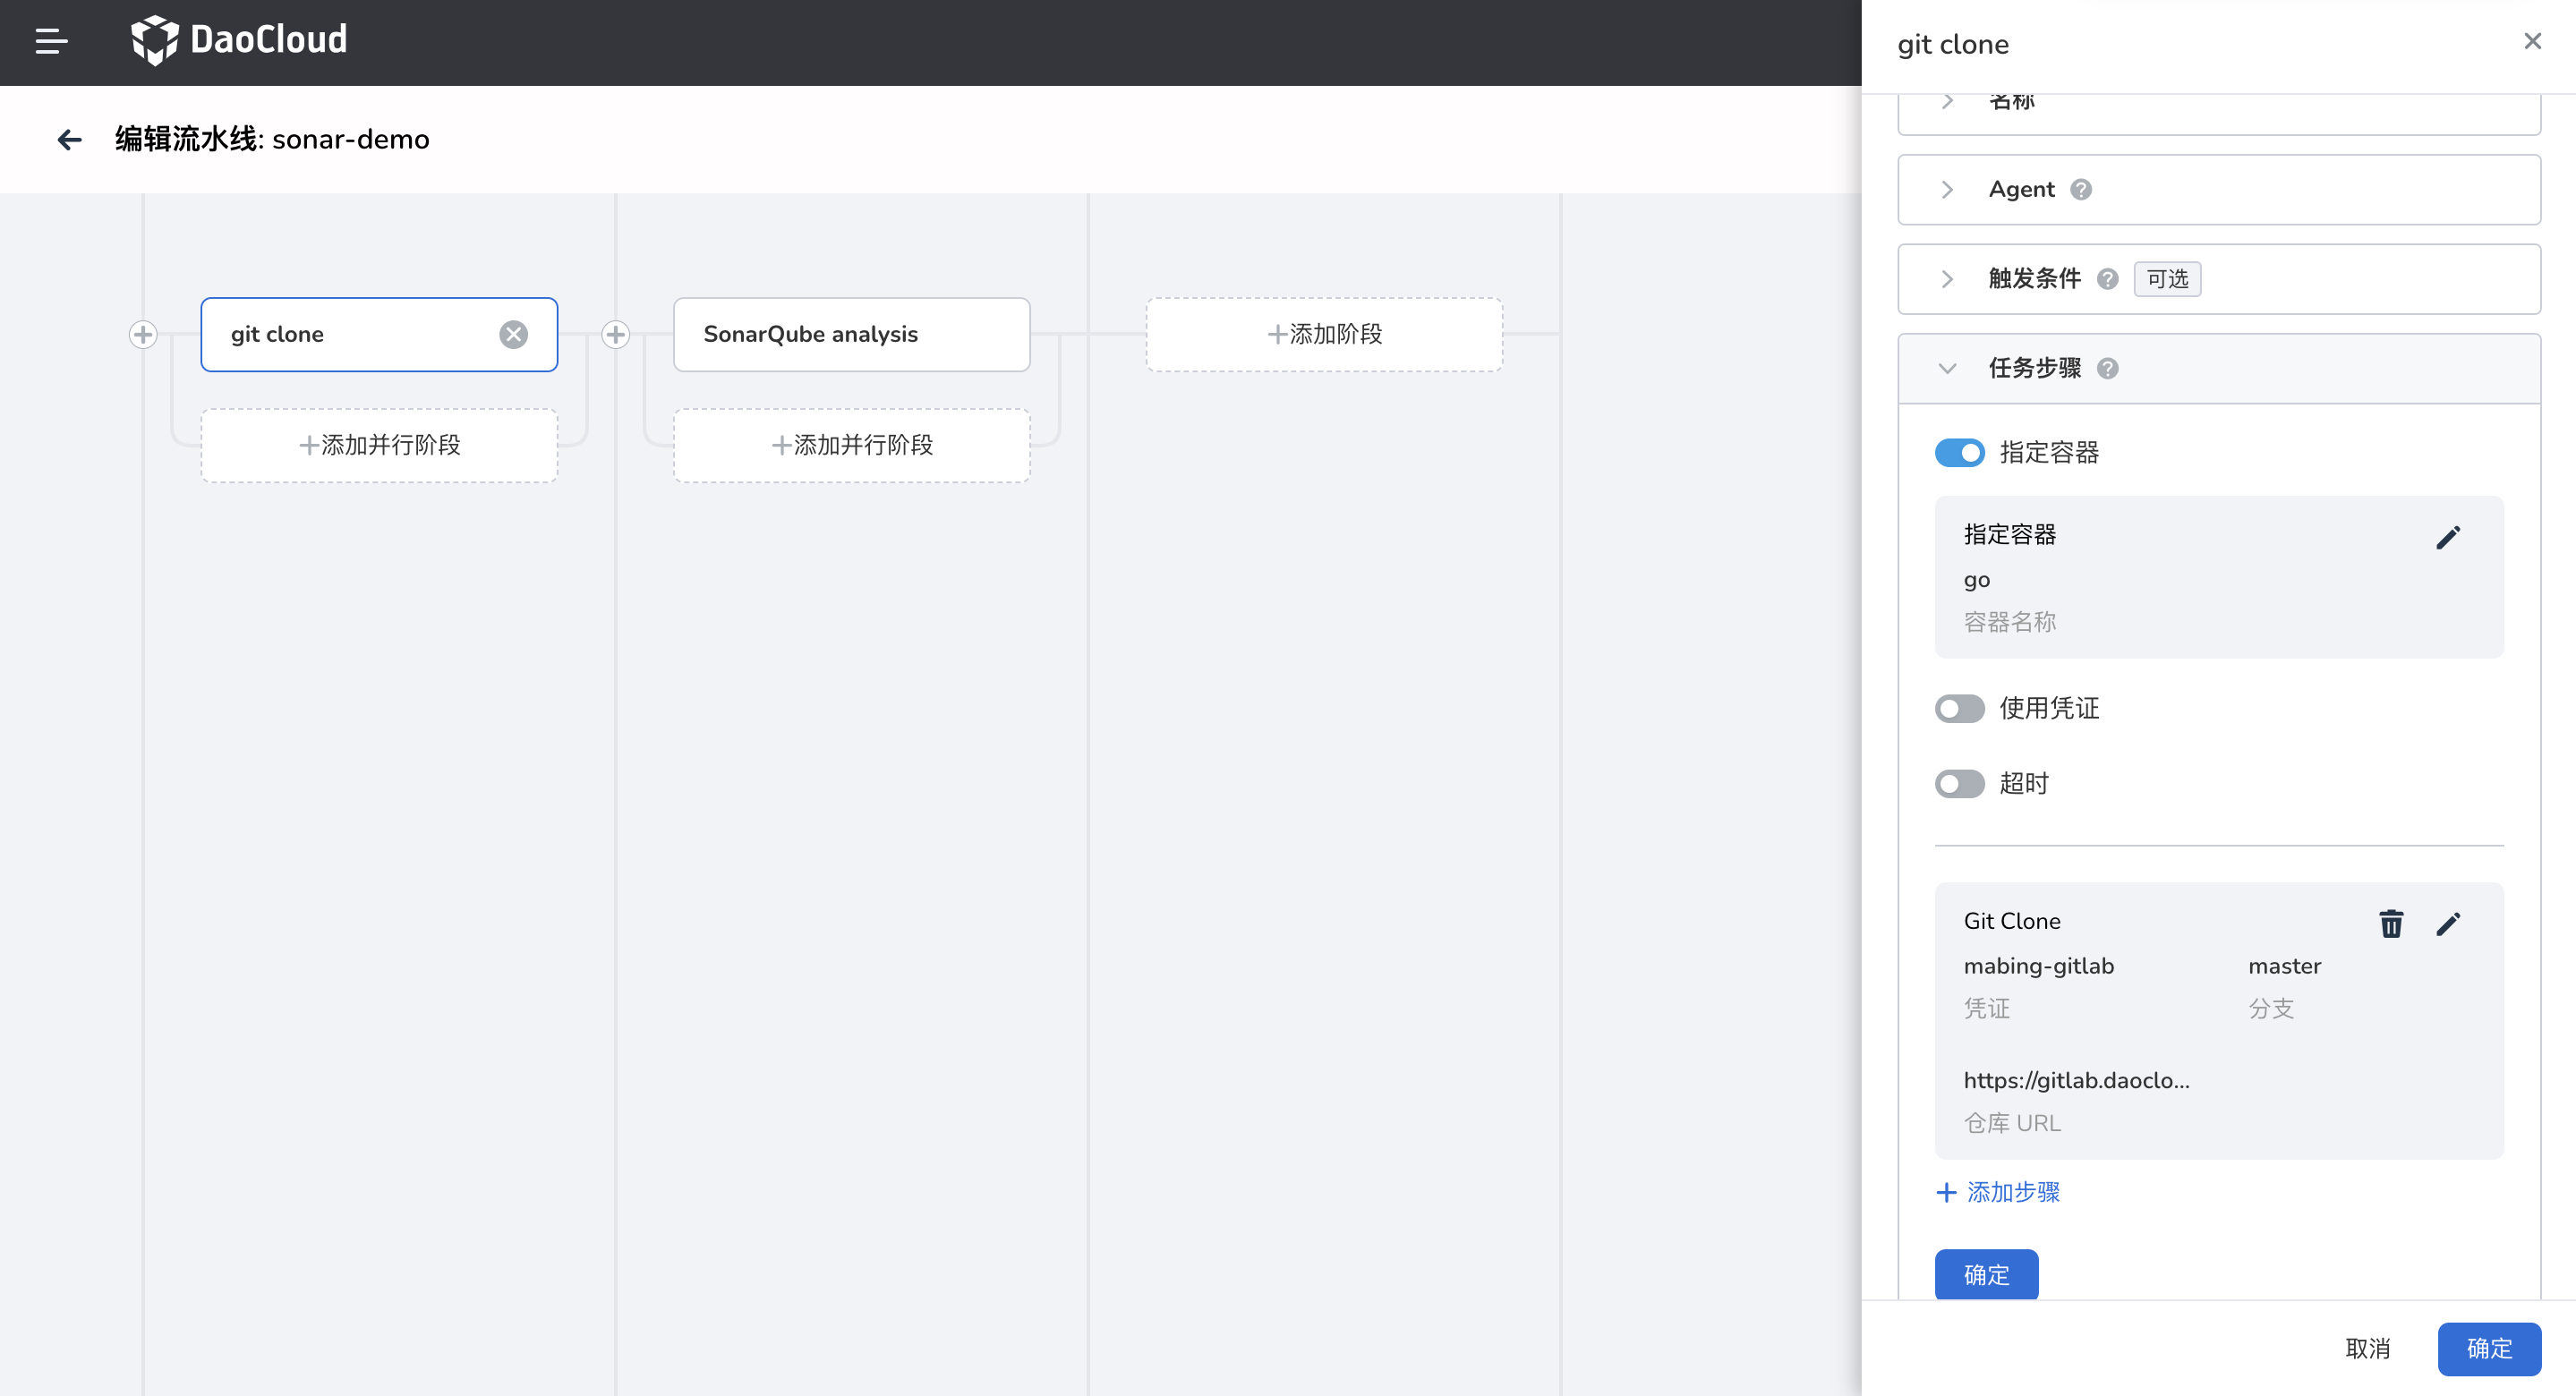 DaoCloud
编辑流水线: sonar-demo
git clone
SonarQube analysis
添加阶段
添加并行阶段
添加并行阶段
git clone
名称
Agent
触发条件 可选
任务步骤
指定容器
指定容器
go
容器名称
使用凭证
超时
Git Clone
mabing-gitlab master
凭证 分支
https://gitlab.daoclo...
仓库 URL
添加步骤
确定
取消 确定